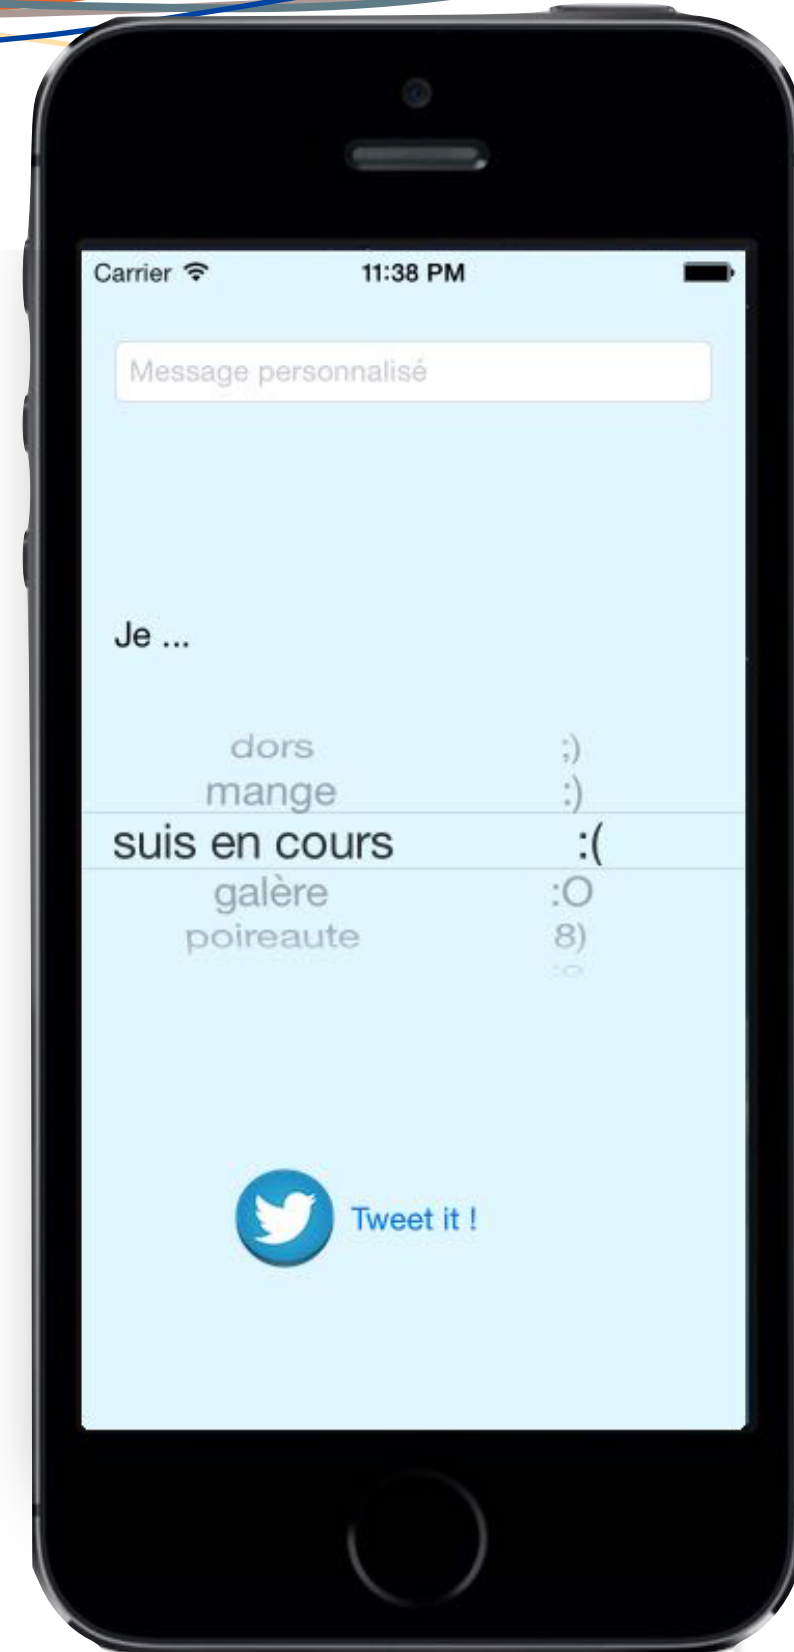 Carrier 11:38 PM
Message personnalisé
Je ...
dors ;)
mange :)
suis en cours :(
galère :O
poireaute 8)
Tweet it !